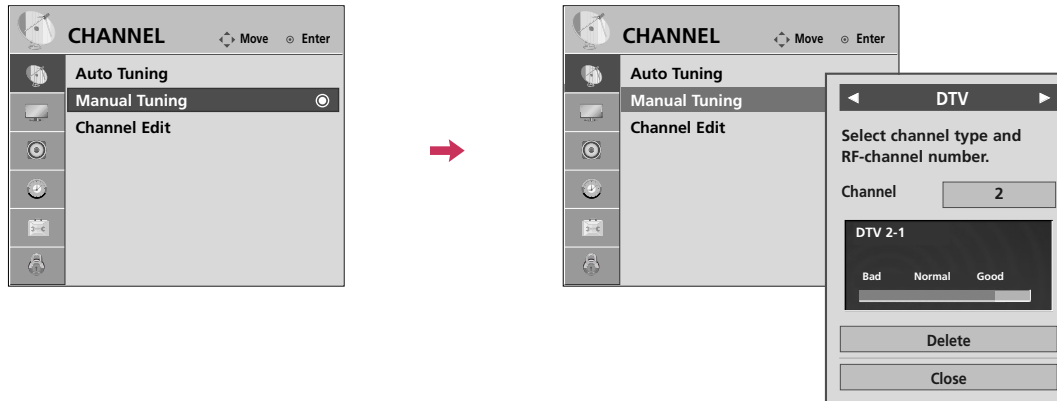 CHANNEL Move Enter
Auto Tuning
Manual Tuning
Channel Edit
CHANNEL Move Enter
Auto Tuning
Manual Tuning
Channel Edit
DTV
Select channel type and
RF-channel number.
Channel 2
DTV 2-1
Bad Normal Good
Delete
Close